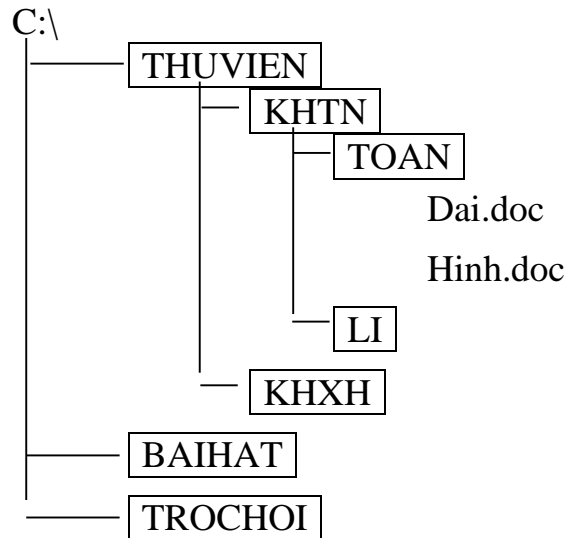 C:\
THUVIEN
KHTN
TOAN
Dai.doc
Hinh.doc
LI
KHXH
BAIHAT
TROCHOI